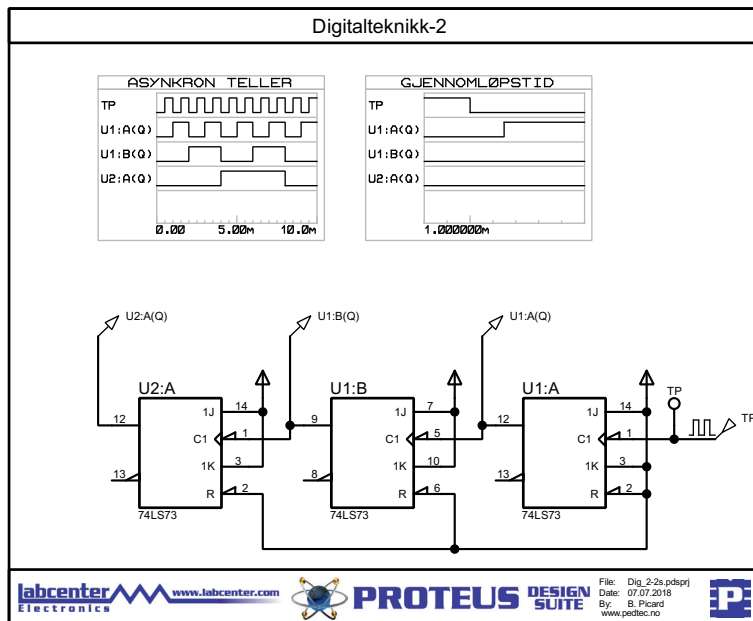 Digitalteknikk-2
ASYNKRON TELLER
TP
U1:A(Q)
U1:B(Q)
U2:A(Q)
0.00 5.00m 10.0m
GJENNOMLØPSTID
TP
U1:A(Q)
U1:B(Q)
U2:A(Q)
1.000000m
U2:A(Q) U1:B(Q) U1:A(Q)
U2:A
12
13
1J 14
C1 1
1K 3
R 2
74LS73
U1:B
9
8
1J 7
C1 5
1K 10
R 6
74LS73
U1:A
12
13
1J 14
C1 1
1K 3
R 2
74LS73
TP
TP
labcenter
Electronics
www.labcenter.com
PROTEUS DESIGN
SUITE
File: Dig_2-2s.pdsprj
Date: 07.07.2018
By: B. Picard
www.pedtec.no
P